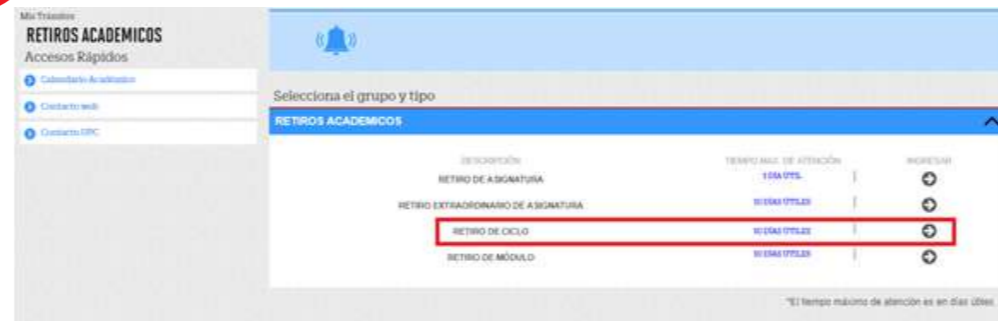 Mis Trámites
RETIROS ACADEMICOS
Accesos Rápidos
Calendario Académico
Contacto web
Contacto UPC
Selecciona el grupo y tipo
RETIROS ACADEMICOS
DESCRIPCIÓN TIEMPO MAX. DE ATENCIÓN INGRESAR
RETIRO DE ASIGNATURA 1 DÍA ÚTIL
RETIRO EXTRAORDINARIO DE ASIGNATURA 10 DÍAS ÚTILES
RETIRO DE CICLO 10 DÍAS ÚTILES
RETIRO DE MÓDULO 10 DÍAS ÚTILES
*El tiempo máximo de atención es en días útiles.